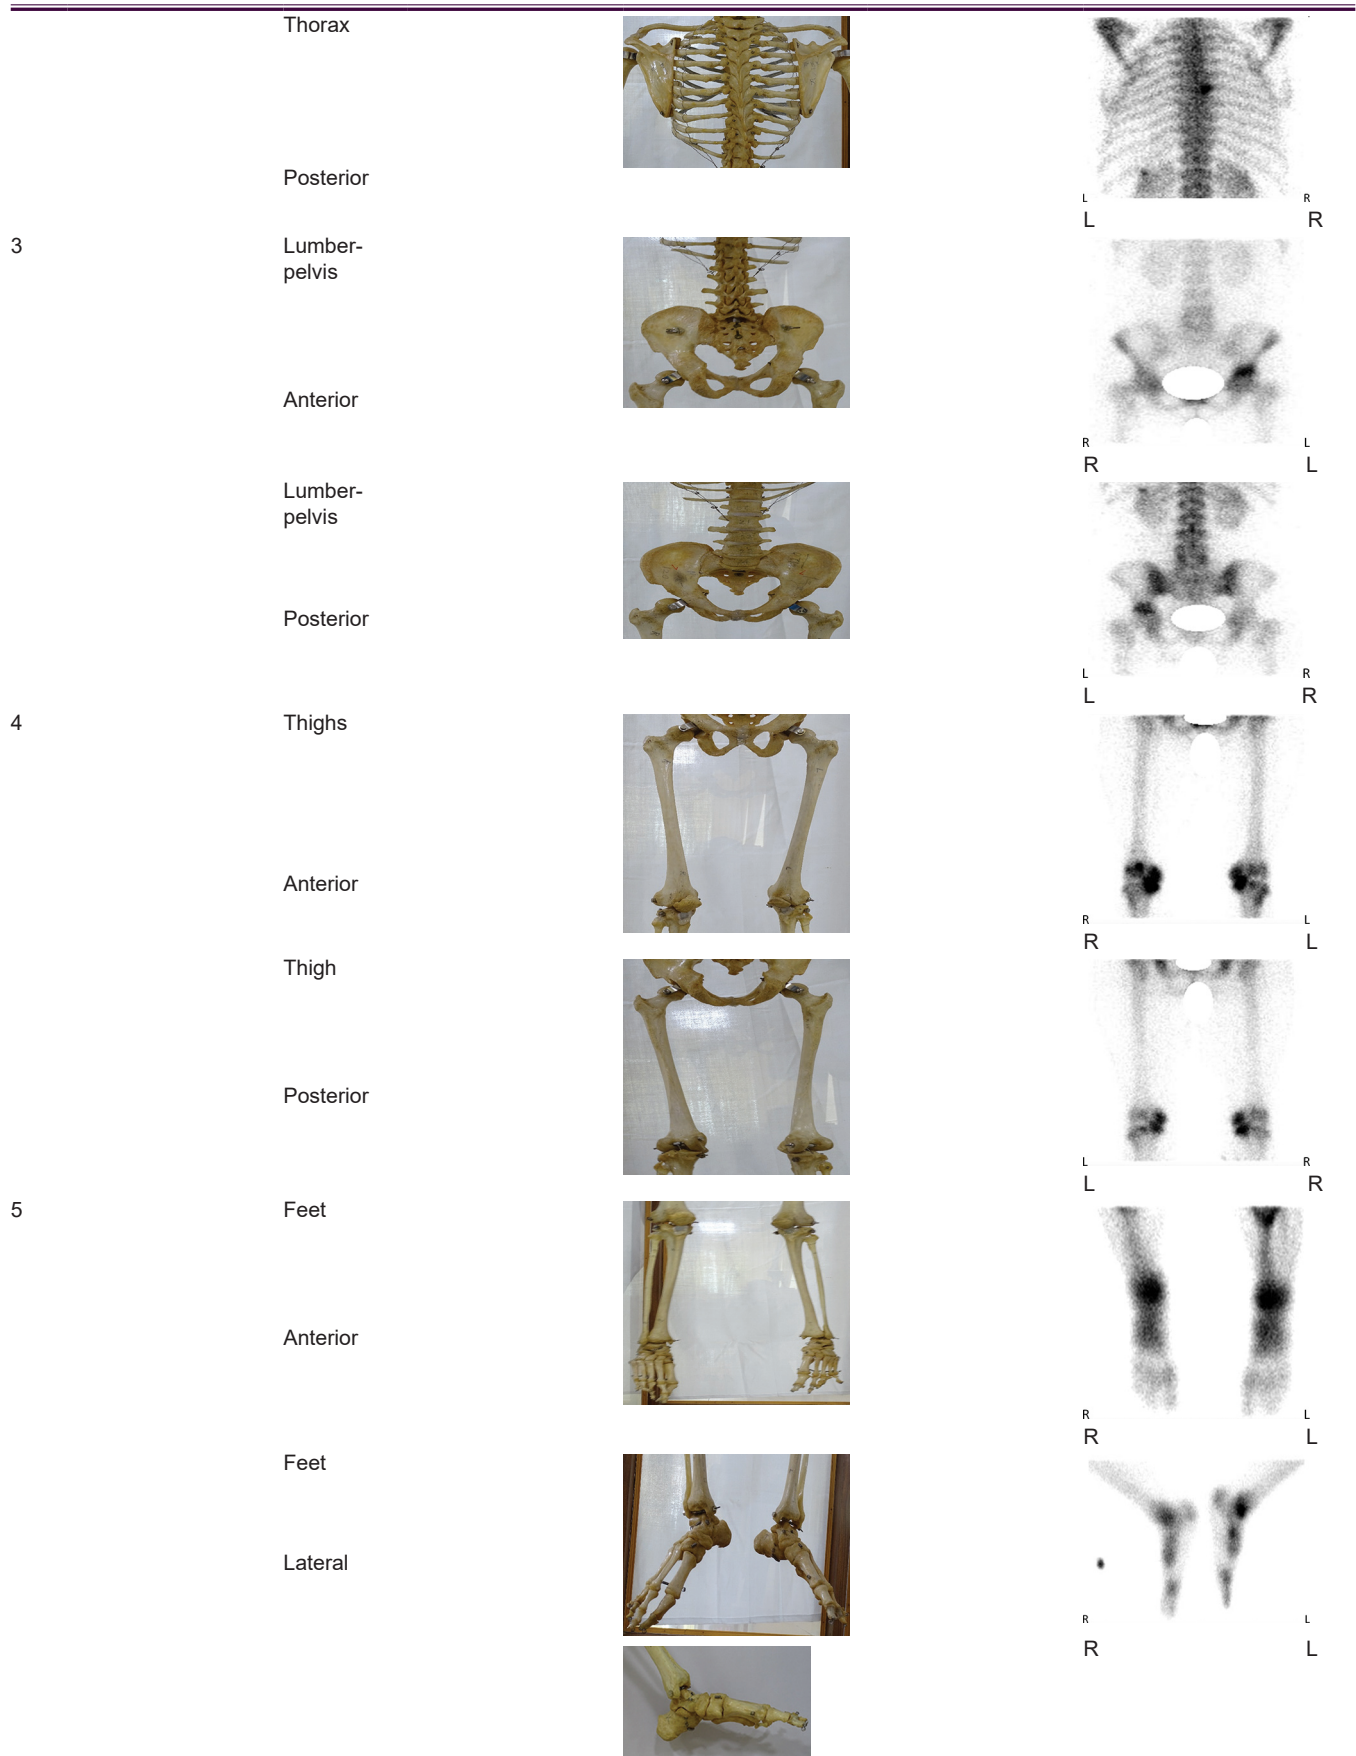 Thorax
Posterior
L R
L R
3 Lumber-
pelvis
Anterior
R L
R L
Lumber-
pelvis
Posterior
L R
L R
4 Thighs
Anterior
R L
R L
Thigh
Posterior
L R
L R
5 Feet
Anterior
R L
R L
Feet
Lateral
R L
R L